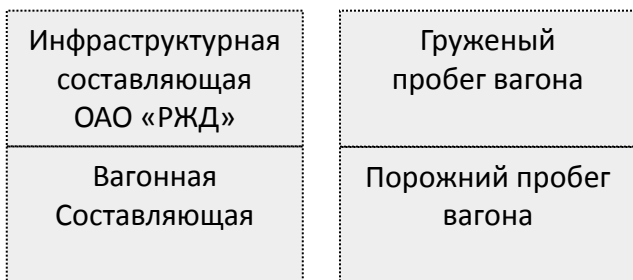 Инфраструктурная
составляющая
ОАО «РЖД»
Вагонная
Составляющая
Груженый
пробег вагона
Порожний пробег
вагона